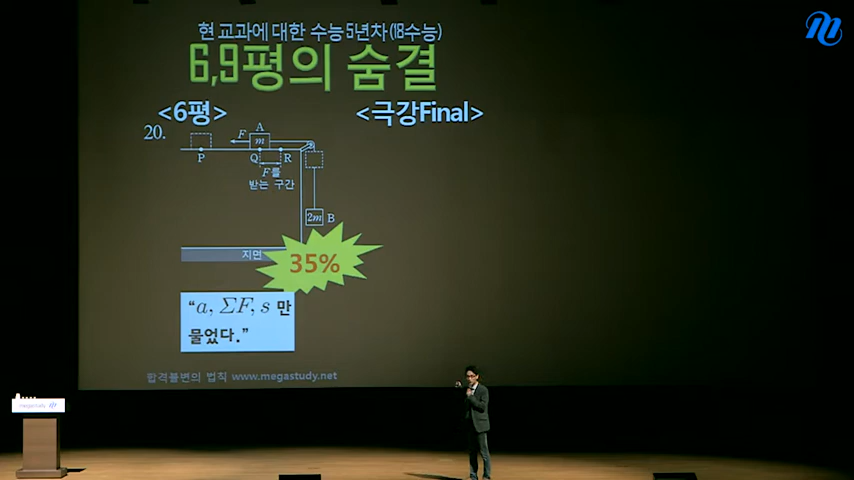 현 교과에 대한 수능 5년차 (18수능)
6,9평의 숨결
<6평>
<극강Final>
20.
A
F
m
P
Q
R
F를
받는 구간
2m B
지면
35%
“a, ΣF, s 만
물었다.”
합격불변의 법칙 www.megastudy.net